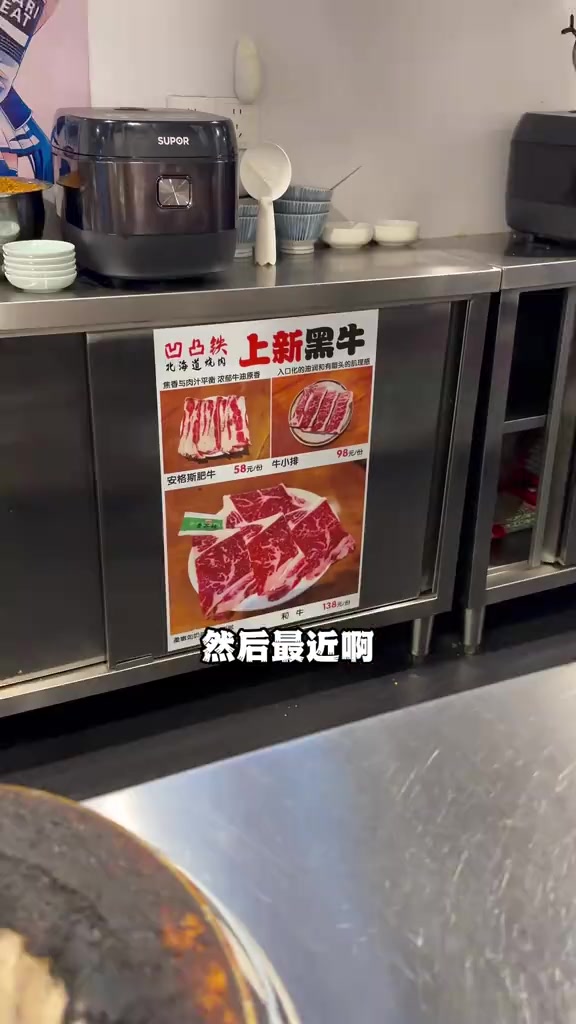 EAT
SUPOR
凹凸铁
北海道烧肉
上新黑牛
焦香与肉汁平衡 浓郁牛油原香
入口化的油润和有嚼头的肌理感
安格斯肥牛 58元/份
牛小排 98元/份
和牛 138元/份
然后最近啊